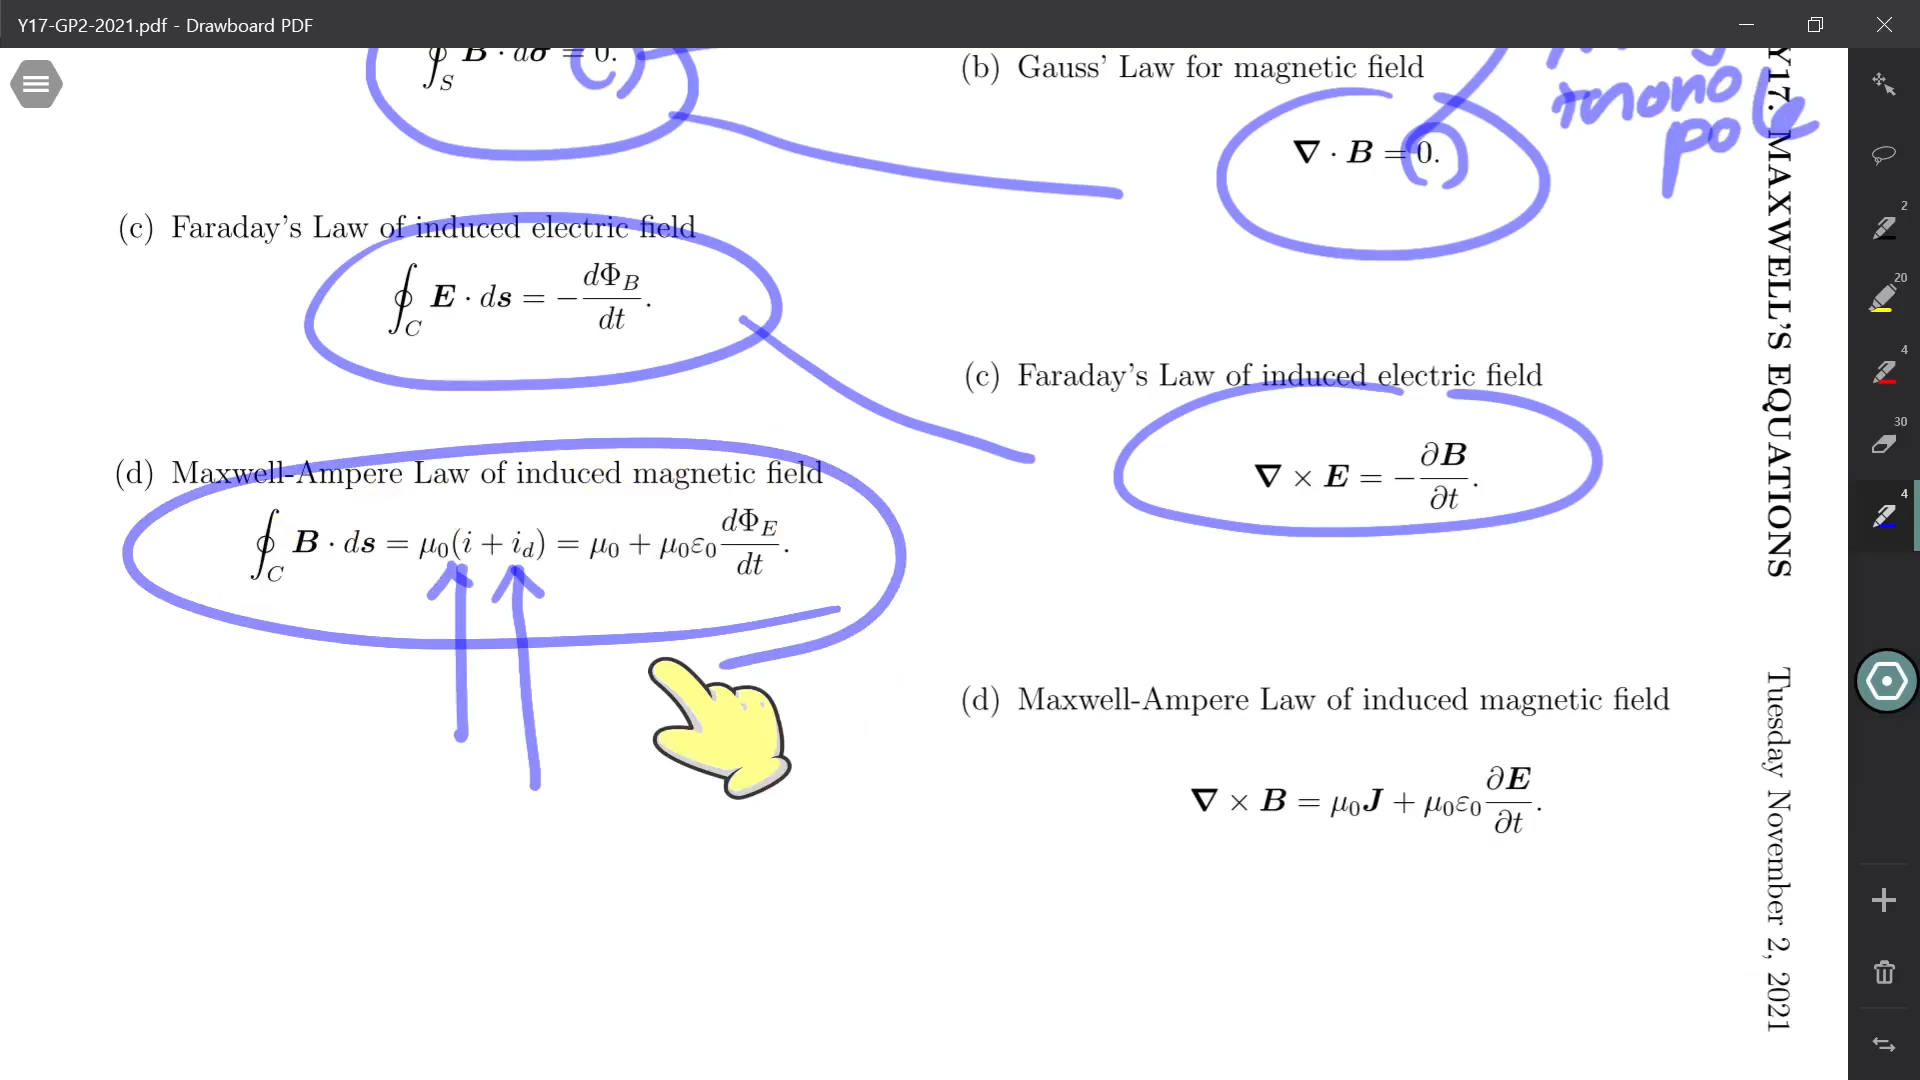 Y17-GP2-2021.pdf - Drawboard PDF
∮_S B · dσ = 0.
(c) Faraday's Law of induced electric field
∮_C E · ds = − dΦ_B/dt.
(d) Maxwell-Ampere Law of induced magnetic field
∮_C B · ds = μ₀(i + i_d) = μ₀ + μ₀ε₀ dΦ_E/dt.
(b) Gauss' Law for magnetic field
∇ · B = 0.
mono
pole
(c) Faraday's Law of induced electric field
∇ × E = − ∂B/∂t.
(d) Maxwell-Ampere Law of induced magnetic field
∇ × B = μ₀J + μ₀ε₀ ∂E/∂t.
Y17. MAXWELL'S EQUATIONS
Tuesday November 2, 2021
2
20
4
30
4